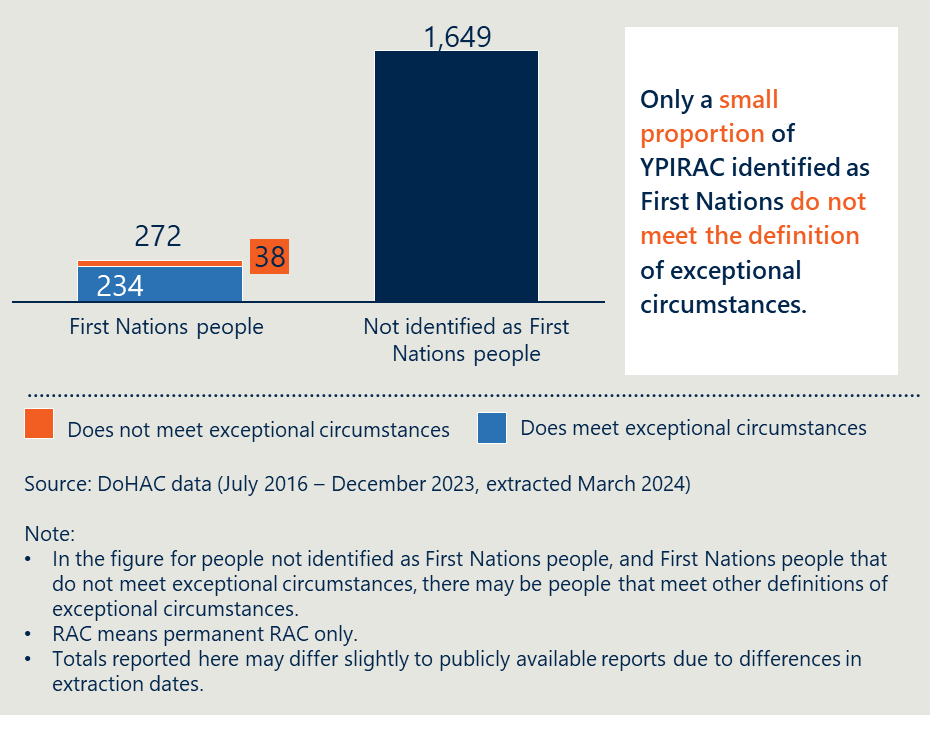 1,649
272
38
234
First Nations people
Not identified as First
Nations people
Only a small
proportion of
YPIRAC identified as
First Nations do not
meet the definition
of exceptional
circumstances.
Does not meet exceptional circumstances
Does meet exceptional circumstances
Source: DoHAC data (July 2016 – December 2023, extracted March 2024)
Note:
• In the figure for people not identified as First Nations people, and First Nations people that
do not meet exceptional circumstances, there may be people that meet other definitions of
exceptional circumstances.
• RAC means permanent RAC only.
• Totals reported here may differ slightly to publicly available reports due to differences in
extraction dates.